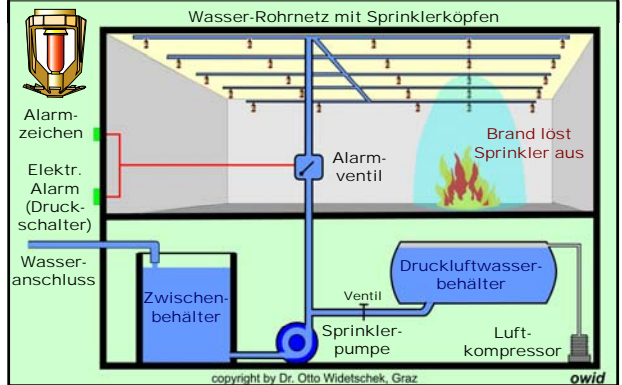 Wasser-Rohrnetz mit Sprinklerköpfen
Alarm-
zeichen
Elektr.
Alarm
(Druck-
schalter)
Wasser-
anschluss
Alarm-
ventil
Brand löst
Sprinkler aus
Zwischen-
behälter
Ventil
Sprinkler-
pumpe
Druckluftwasser-
behälter
Luft-
kompressor
copyright by Dr. Otto Widetschek, Graz
owid